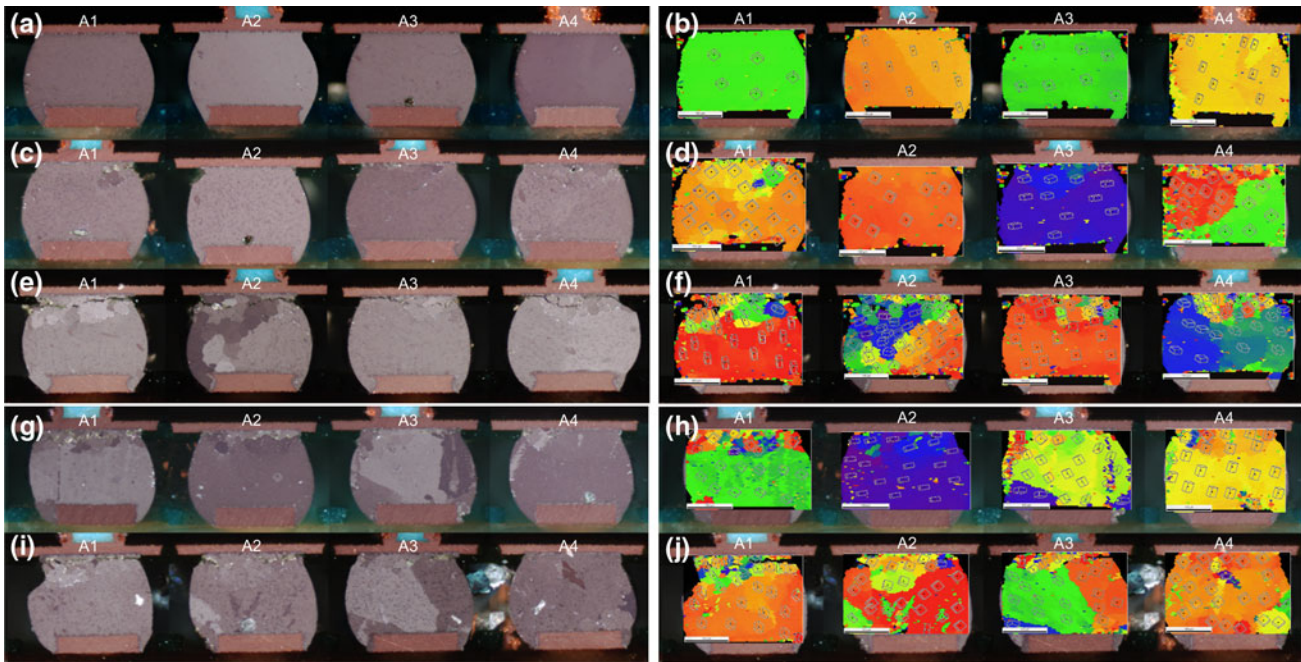 (a) A1 A2 A3 A4
(b) A1 A2 A3 A4
(c) A1 A2 A3 A4
(d) A1 A2 A3 A4
(e) A1 A2 A3 A4
(f) A1 A2 A3 A4
(g) A1 A2 A3 A4
(h) A1 A2 A3 A4
(i) A1 A2 A3 A4
(j) A1 A2 A3 A4